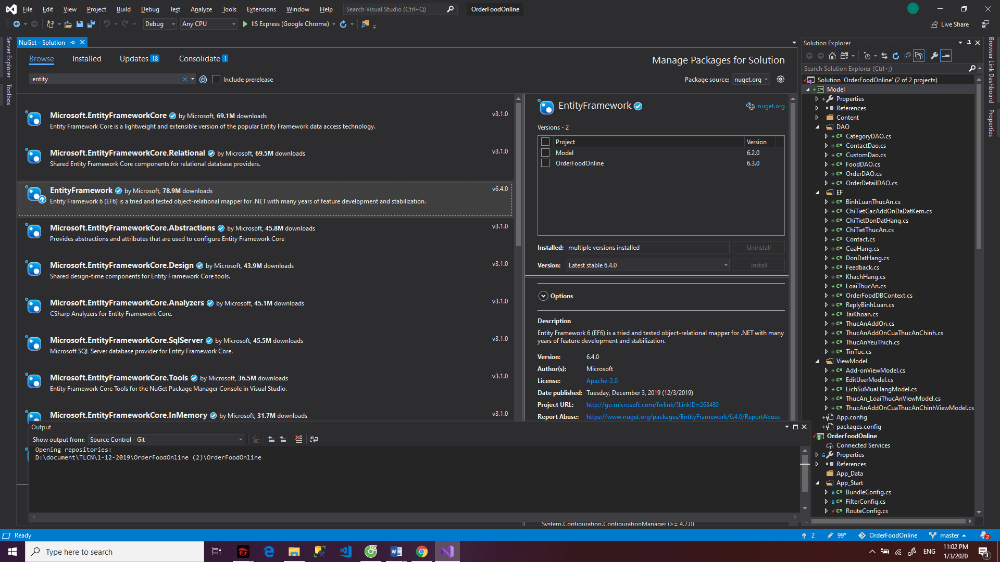 File Edit View Project Build Debug Test Analyze Tools Extensions Window Help Search Visual Studio (Ctrl+Q) OrderFoodOnline
Debug Any CPU IIS Express (Google Chrome) Live Share
Server Explorer
Toolbox
NuGet - Solution
Browse Installed Updates 18 Consolidate 1
Manage Packages for Solution
entity
Include prerelease
Package source: nuget.org
Microsoft.EntityFrameworkCore by Microsoft, 69.1M downloads v3.1.0
Entity Framework Core is a lightweight and extensible version of the popular Entity Framework data access technology.
Microsoft.EntityFrameworkCore.Relational by Microsoft, 69.5M downloads v3.1.0
Shared Entity Framework Core components for relational database providers.
EntityFramework by Microsoft, 78.9M downloads v6.4.0
Entity Framework 6 (EF6) is a tried and tested object-relational mapper for .NET with many years of feature development and stabilization.
Microsoft.EntityFrameworkCore.Abstractions by Microsoft, 45.8M downloads v3.1.0
Provides abstractions and attributes that are used to configure Entity Framework Core
Microsoft.EntityFrameworkCore.Design by Microsoft, 43.9M downloads v3.1.0
Shared design-time components for Entity Framework Core tools.
Microsoft.EntityFrameworkCore.Analyzers by Microsoft, 45.1M downloads v3.1.0
CSharp Analyzers for Entity Framework Core.
Microsoft.EntityFrameworkCore.SqlServer by Microsoft, 45.5M downloads v3.1.0
Microsoft SQL Server database provider for Entity Framework Core.
Microsoft.EntityFrameworkCore.Tools by Microsoft, 36.5M downloads v3.1.0
Entity Framework Core Tools for the NuGet Package Manager Console in Visual Studio.
Microsoft.EntityFrameworkCore.InMemory by Microsoft, 31.7M downloads v3.1.0
EntityFramework nuget.org
Versions - 2
Project Version
Model 6.2.0
OrderFoodOnline 6.3.0
Installed: multiple versions installed Uninstall
Version: Latest stable 6.4.0 Install
Options
Description
Entity Framework 6 (EF6) is a tried and tested object-relational mapper for .NET with many
years of feature development and stabilization.
Version: 6.4.0
Author(s): Microsoft
License: Apache-2.0
Date published: Tuesday, December 3, 2019 (12/3/2019)
Project URL: http://go.microsoft.com/fwlink/?LinkID=263480
Report Abuse: https://www.nuget.org/packages/EntityFramework/6.4.0/ReportAbuse
System.Configuration.ConfigurationManager (>= 4.7.0)
Output
Show output from: Source Control - Git
Opening repositories:
D:\document\TLCN\1-12-2019\OrderFoodOnline (2)\OrderFoodOnline
Solution Explorer
Search Solution Explorer (Ctrl+;)
Solution 'OrderFoodOnline' (2 of 2 projects)
Model
Properties
References
Content
DAO
CategoryDAO.cs
ContactDao.cs
CustomDao.cs
FoodDAO.cs
OrderDAO.cs
OrderDetailDAO.cs
EF
BinhLuanThucAn.cs
ChiTietCacAddOnDaDatKem.cs
ChiTietDonDatHang.cs
ChiTietThucAn.cs
Contact.cs
CuaHang.cs
DonDatHang.cs
Feedback.cs
KhachHang.cs
LoaiThucAn.cs
OrderFoodDBContext.cs
ReplyBinhLuan.cs
TaiKhoan.cs
ThucAnAddOn.cs
ThucAnAddOnCuaThucAnChinh.cs
ThucAnYeuThich.cs
TinTuc.cs
ViewModel
Add-onViewModel.cs
EditUserModel.cs
LichSuMuaHangModel.cs
ThucAn_LoaiThucAnViewModel.cs
ThucAnAddOnCuaThucAnChinhViewModel.cs
App.config
packages.config
OrderFoodOnline
Connected Services
Properties
References
App_Data
App_Start
BundleConfig.cs
FilterConfig.cs
RouteConfig.cs
Browser Link Dashboard
Properties
Ready 2 99* OrderFoodOnline master 2
Type here to search
ENG 11:02 PM
1/3/2020 3